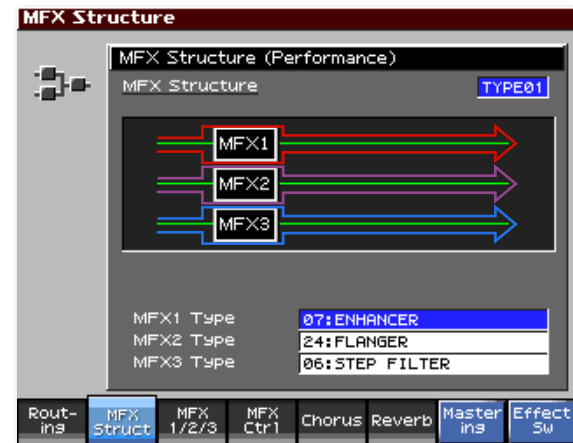 MFX Structure
MFX Structure (Performance)
MFX Structure TYPE01
MFX1
MFX2
MFX3
MFX1 Type 07:ENHANCER
MFX2 Type 24:FLANGER
MFX3 Type 06:STEP FILTER
Rout-
ing
MFX
Struct
MFX
1/2/3
MFX
Ctrl
Chorus
Reverb
Master
ing
Effect
Sw